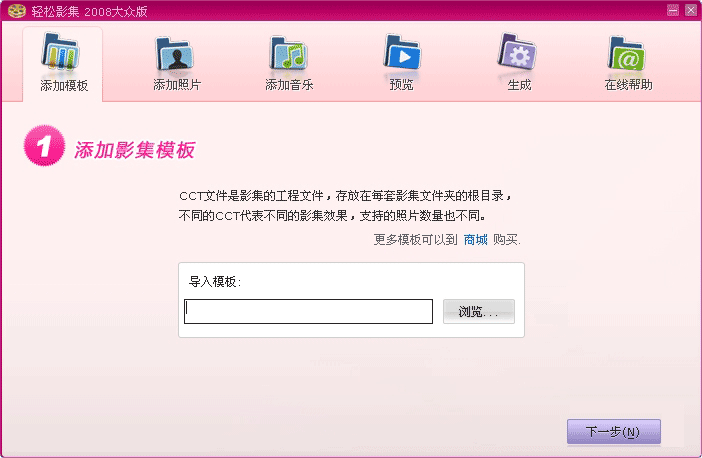 轻松影集 2008大众版
添加模板
添加照片
添加音乐
预览
生成
在线帮助
1 添加影集模板
CCT文件是影集的工程文件，存放在每套影集文件夹的根目录，
不同的CCT代表不同的影集效果，支持的照片数量也不同。
更多模板可以到 商城 购买.
导入模板:
浏览...
下一步(N)